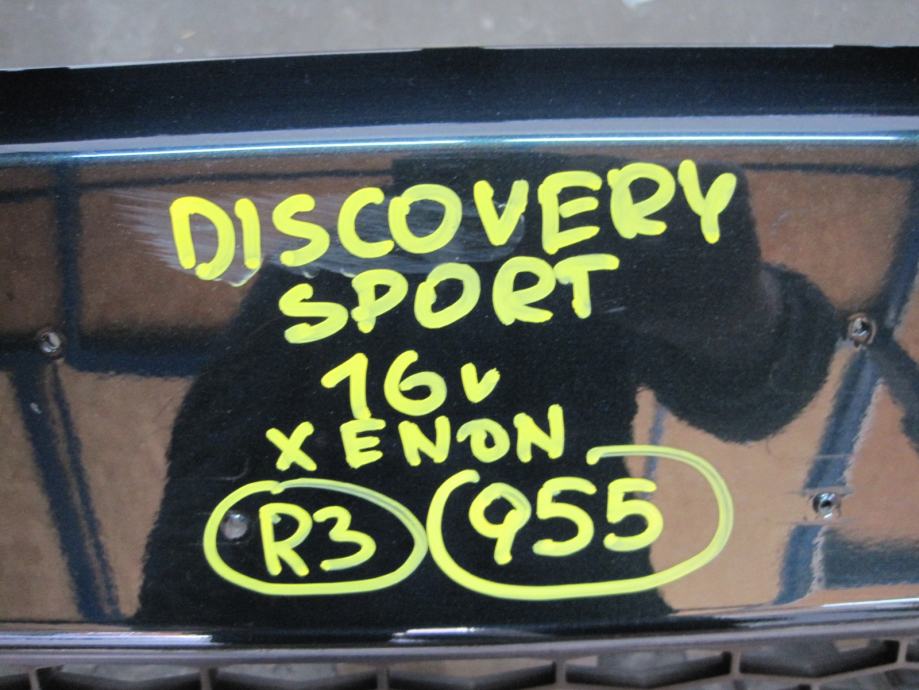 DISCOVERY
SPORT
16v
XENON
R3 955